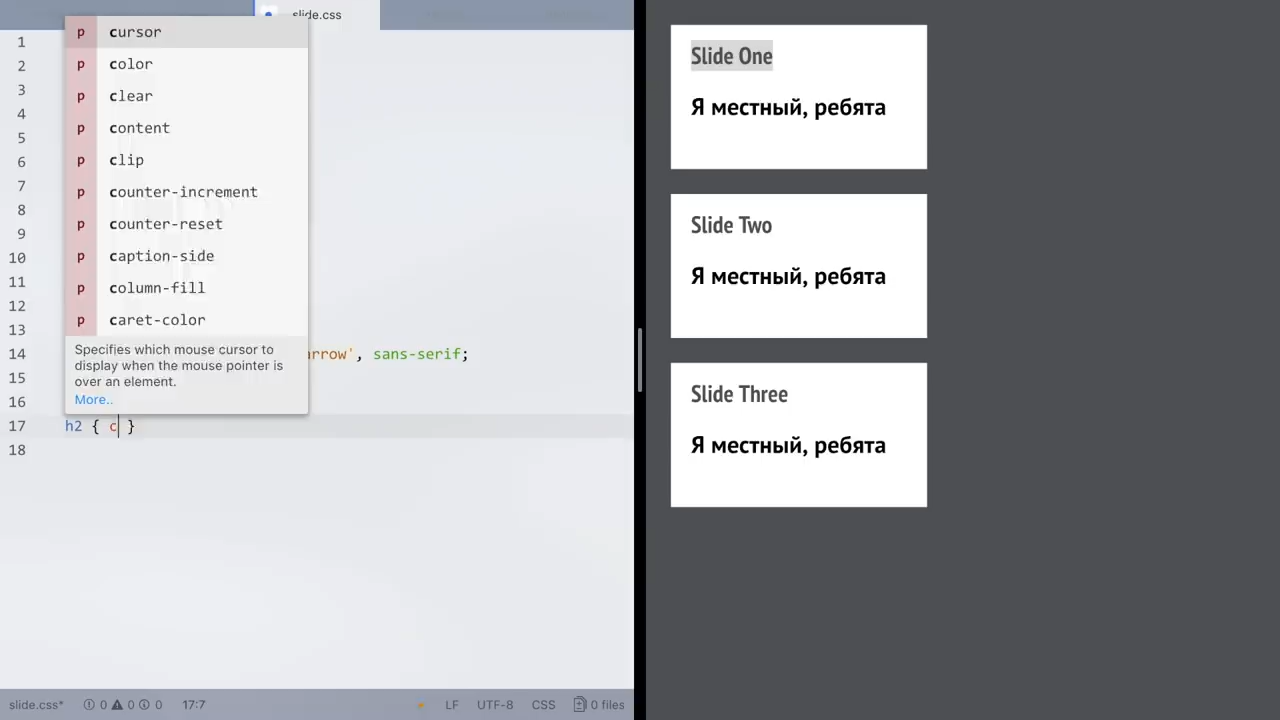 slide.css
1
p cursor
2
p color
3
p clear
4
p content
5
p clip
6
7
p counter-increment
8
p counter-reset
9
10
p caption-side
11
p column-fill
12
p caret-color
13
Specifies which mouse cursor to
display when the mouse pointer is
over an element.
More..
14 arrow', sans-serif;
15
16
17 h2 { c }
18
slide.css* 0 0 0 17:7 LF UTF-8 CSS 0 files
Slide One
Я местный, ребята
Slide Two
Я местный, ребята
Slide Three
Я местный, ребята